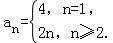 aₙ={4, n=1,
2n, n≥2.